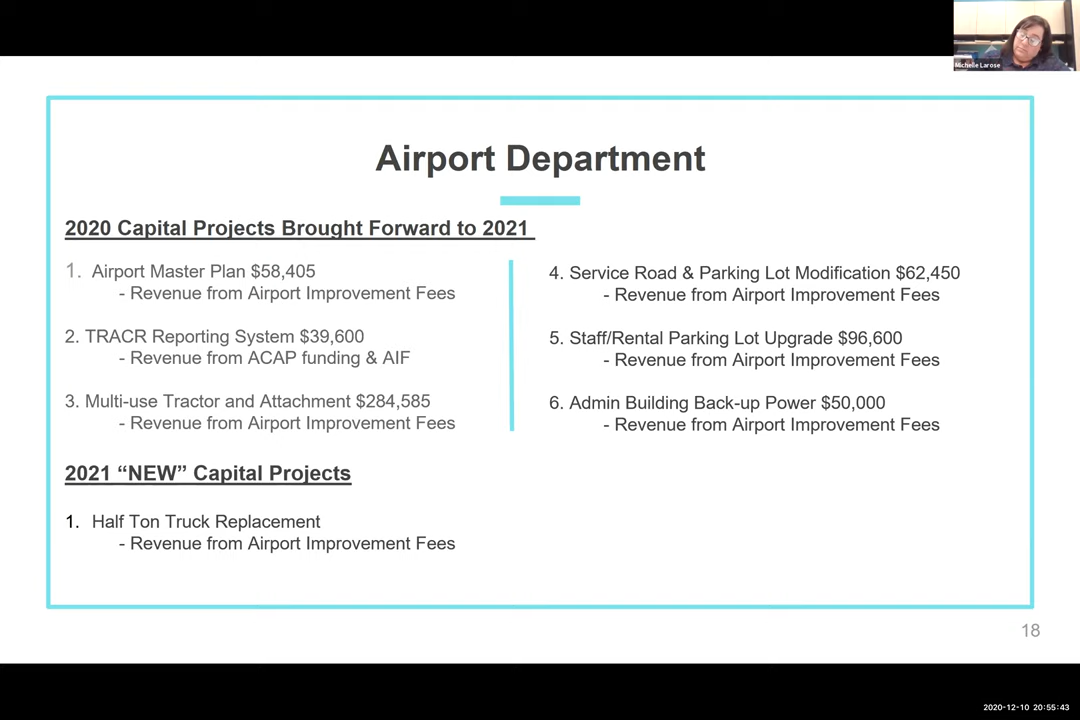 Michelle Larose
Airport Department
2020 Capital Projects Brought Forward to 2021
1. Airport Master Plan $58,405
- Revenue from Airport Improvement Fees
2. TRACR Reporting System $39,600
- Revenue from ACAP funding & AIF
3. Multi-use Tractor and Attachment $284,585
- Revenue from Airport Improvement Fees
4. Service Road & Parking Lot Modification $62,450
- Revenue from Airport Improvement Fees
5. Staff/Rental Parking Lot Upgrade $96,600
- Revenue from Airport Improvement Fees
6. Admin Building Back-up Power $50,000
- Revenue from Airport Improvement Fees
2021 “NEW” Capital Projects
1. Half Ton Truck Replacement
- Revenue from Airport Improvement Fees
18
2020-12-10 20:55:43